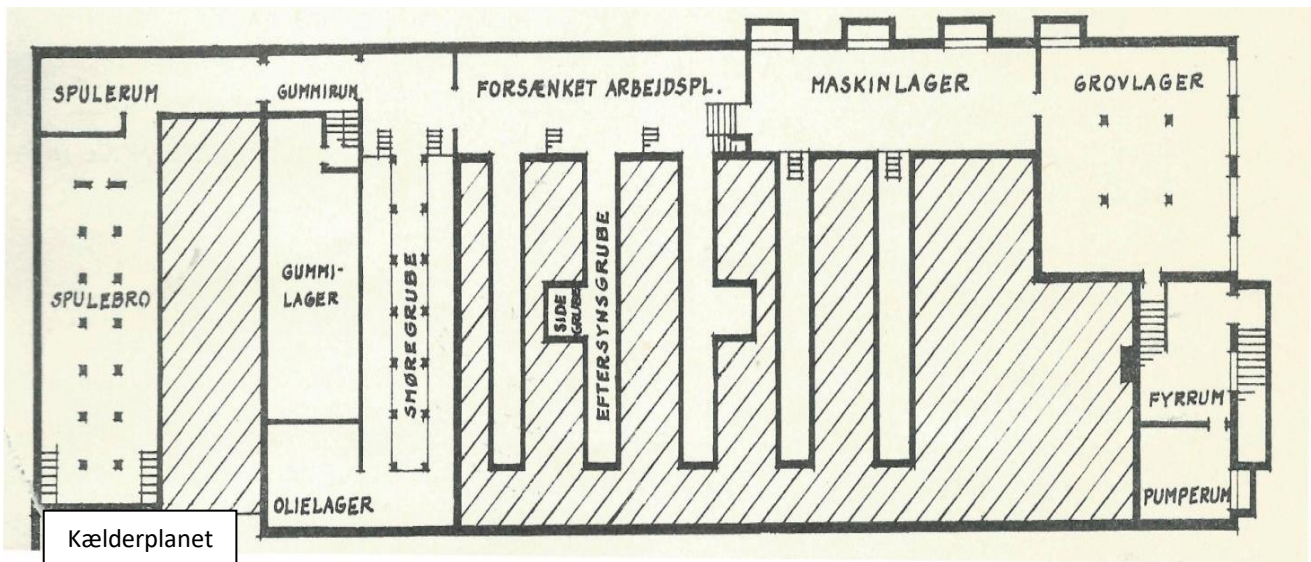 SPULERUM
GUMMIRUM
FORSÆNKET ARBEJDSPL.
MASKINLAGER
GROVLAGER
SPULEBRO
GUMMI-
LAGER
SMØREGRUBE
SIDE
GRUBE
EFTERSYNSGRUBE
FYRRUM
OLIELAGER
PUMPERUM
Kælderplanet